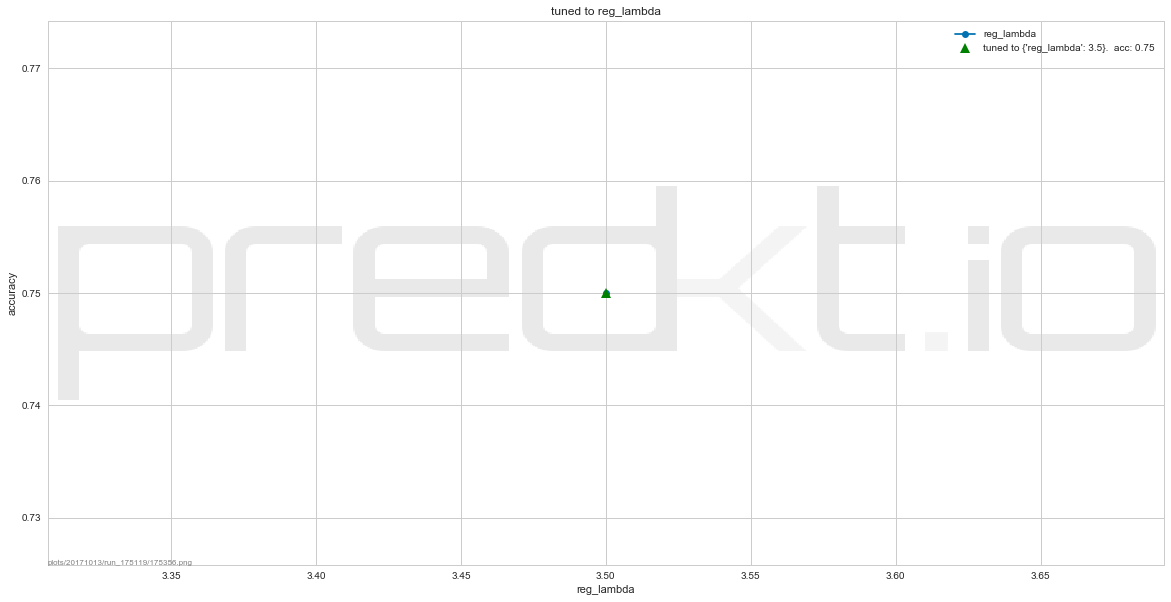 tuned to reg_lambda
reg_lambda
tuned to {'reg_lambda': 3.5}.  acc: 0.75
0.77
0.76
0.75
0.74
0.73
accuracy
predkt.io
plots/20171013/run_175119/175356.png
3.35
3.40
3.45
3.50
3.55
3.60
3.65
reg_lambda